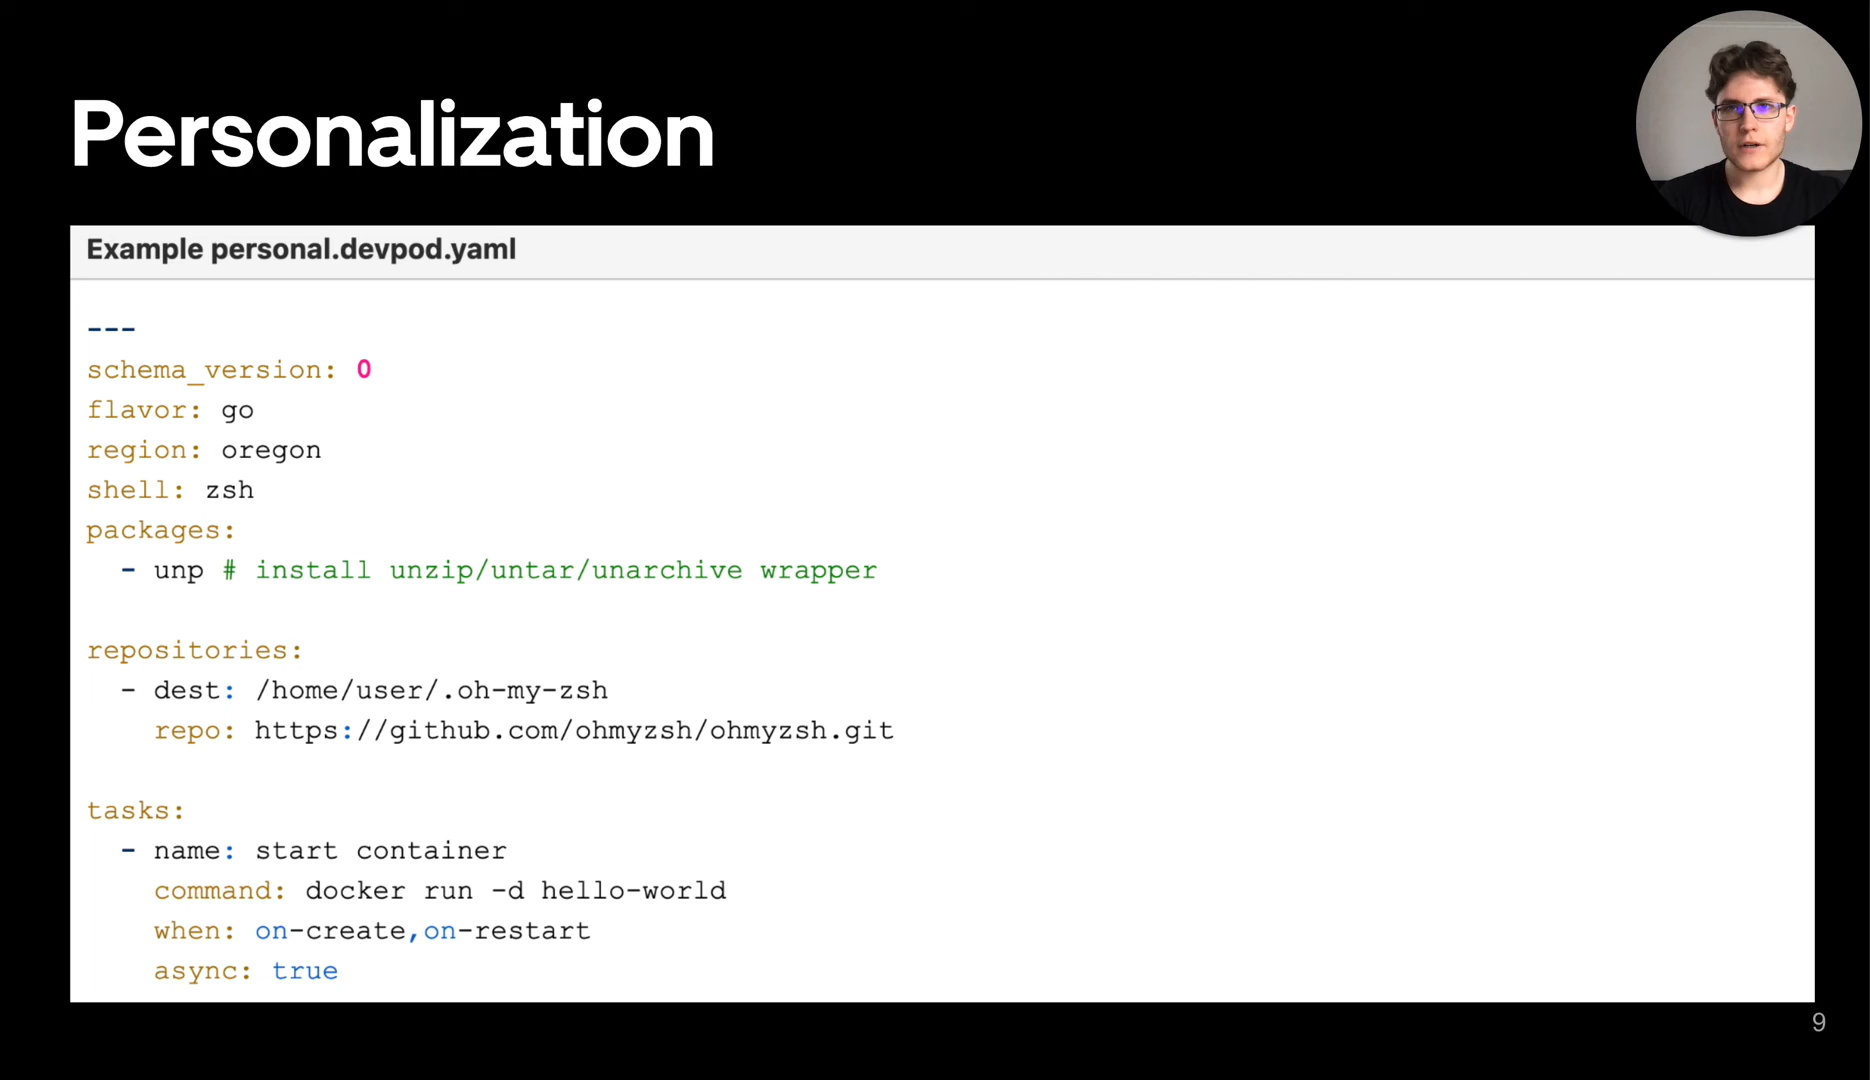 Personalization
Example personal.devpod.yaml
---
schema_version: 0
flavor: go
region: oregon
shell: zsh
packages:
  - unp # install unzip/untar/unarchive wrapper
repositories:
  - dest: /home/user/.oh-my-zsh
    repo: https://github.com/ohmyzsh/ohmyzsh.git
tasks:
  - name: start container
    command: docker run -d hello-world
    when: on-create,on-restart
    async: true
9